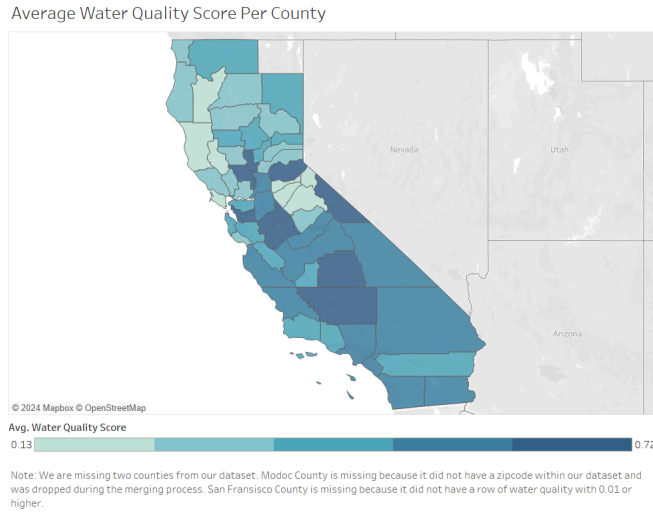 Average Water Quality Score Per County
Nevada
Utah
Arizona
© 2024 Mapbox © OpenStreetMap
Avg. Water Quality Score
0.13
0.72
Note: We are missing two counties from our dataset. Modoc County is missing because it did not have a zipcode within our dataset and
was dropped during the merging process. San Fransisco County is missing because it did not have a row of water quality with 0.01 or
higher.